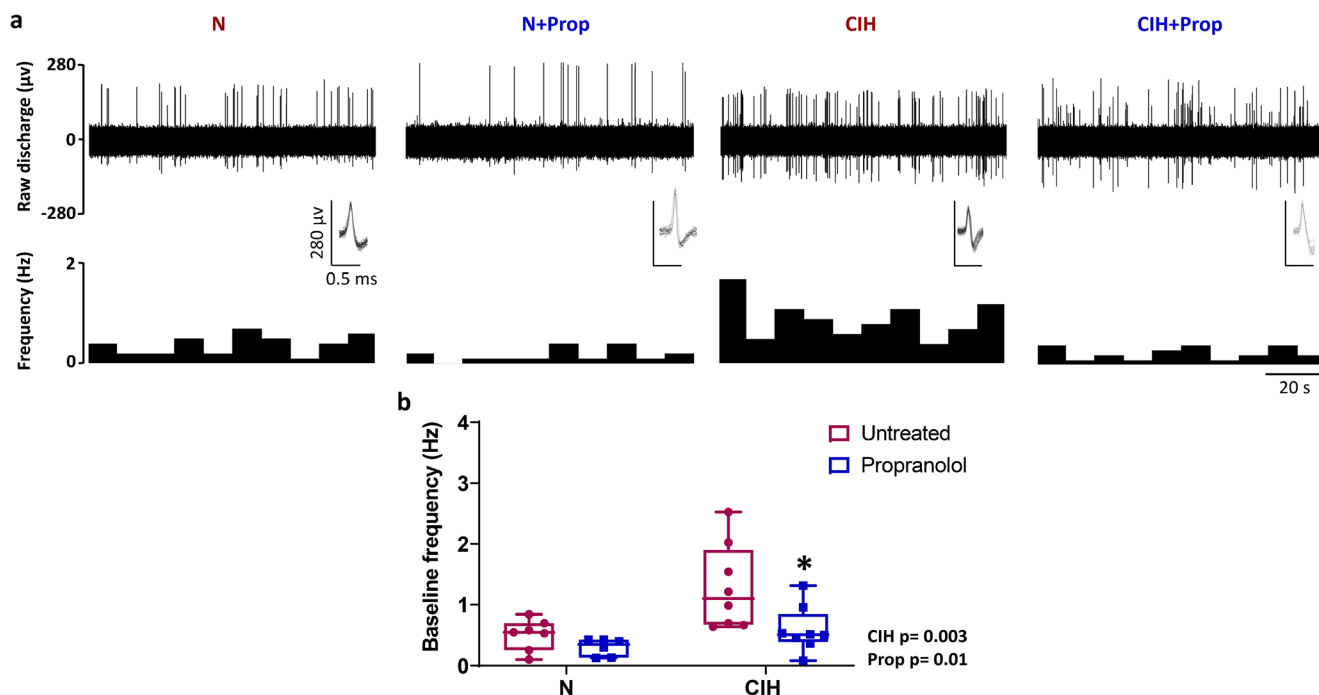 a
N
N+Prop
CIH
CIH+Prop
Raw discharge (μv)
280
0
-280
280 μv
0.5 ms
Frequency (Hz)
2
0
20 s
b
Baseline frequency (Hz)
4
3
2
1
0
Untreated
Propranolol
*
N
CIH
CIH p= 0.003
Prop p= 0.01